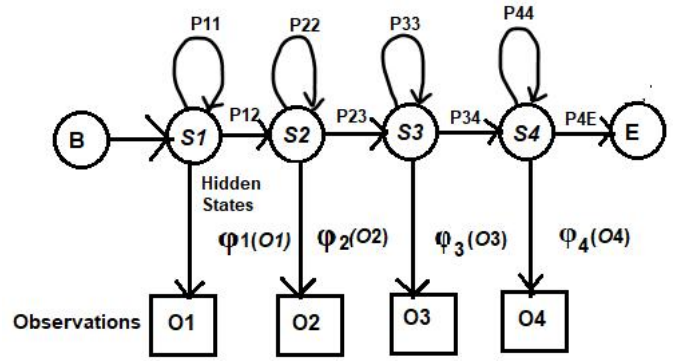 P11
P22
P33
P44
B
S1
P12
S2
P23
S3
P34
S4
P4E
E
Hidden
States
φ1(O1)
φ2(O2)
φ3(O3)
φ4(O4)
Observations
O1
O2
O3
O4